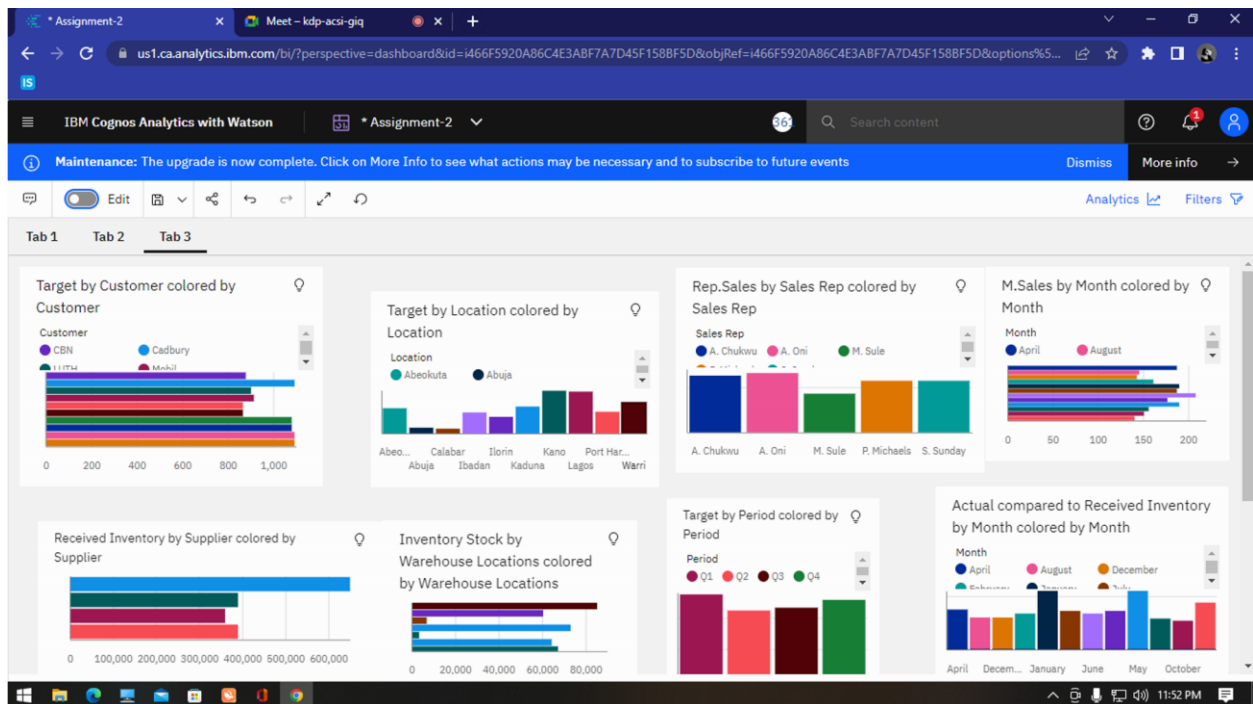 * Assignment-2
Meet – kdp-acsi-giq
us1.ca.analytics.ibm.com/bi/?perspective=dashboard&id=i466F5920A86C4E3ABF7A7D45F158BF5D&objRef=i466F5920A86C4E3ABF7A7D45F158BF5D&options%5...
IS
IBM Cognos Analytics with Watson
* Assignment-2
361
Search content
1
Maintenance: The upgrade is now complete. Click on More Info to see what actions may be necessary and to subscribe to future events
Dismiss
More info
Edit
Analytics
Filters
Tab 1 Tab 2 Tab 3
Target by Customer colored by
Customer
Customer
CBN Cadbury
LUTH Mobil
0 200 400 600 800 1,000
Target by Location colored by
Location
Location
Abeokuta Abuja
Abeo... Calabar Ilorin Kano Port Har...
Abuja Ibadan Kaduna Lagos Warri
Rep.Sales by Sales Rep colored by
Sales Rep
Sales Rep
A. Chukwu A. Oni M. Sule
A. Chukwu A. Oni M. Sule P. Michaels S. Sunday
M.Sales by Month colored by
Month
Month
April August
0 50 100 150 200
Received Inventory by Supplier colored by
Supplier
0 100,000 200,000 300,000 400,000 500,000 600,000
Inventory Stock by
Warehouse Locations colored
by Warehouse Locations
0 20,000 40,000 60,000 80,000
Target by Period colored by
Period
Period
Q1 Q2 Q3 Q4
Actual compared to Received Inventory
by Month colored by Month
Month
April August December
February January July
April Decem... January June May October
11:52 PM